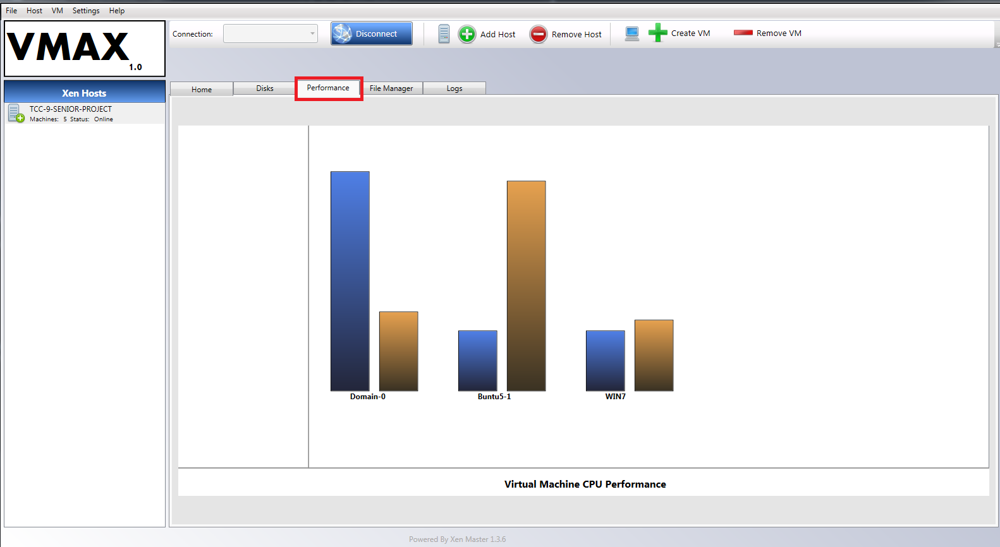 File Host VM Settings Help
VMAX
1.0
Connection:
Disconnect
Add Host
Remove Host
Create VM
Remove VM
Xen Hosts
TCC-9-SENIOR-PROJECT
Machines: 5 Status: Online
Home Disks Performance File Manager Logs
Domain-0 Buntu5-1 WIN7
Virtual Machine CPU Performance
Powered By Xen Master 1.3.6